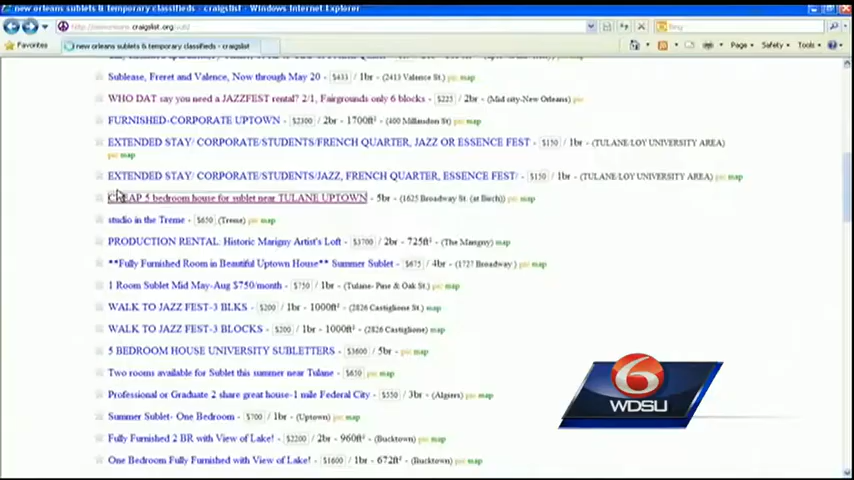 new orleans sublets & temporary classifieds - craigslist - Windows Internet Explorer
craigslist.org
bing
Favorites new orleans sublets & temporary classifieds - craigslist Page Safety Tools
Sublease, Freret and Valence, Now through May 20 - $433 / 1br - (2413 Valence St.) pic map
WHO DAT say you need a JAZZFEST rental? 2/1, Fairgrounds only 6 blocks - $225 / 2br - (Mid city-New Orleans) pic
FURNISHED-CORPORATE UPTOWN - $2300 / 2br - 1700ft² - (400 Millaudon St) pic map
EXTENDED STAY/ CORPORATE/STUDENTS/FRENCH QUARTER, JAZZ OR ESSENCE FEST - $150 / 1br - (TULANE/LOY UNIVERSITY AREA)
pic map
EXTENDED STAY/ CORPORATE/STUDENTS/JAZZ, FRENCH QUARTER, ESSENCE FEST/ - $150 / 1br - (TULANE/LOY UNIVERSITY AREA) pic map
CHEAP 5 bedroom house for sublet near TULANE UPTOWN - 5br - (1625 Broadway St. (at Birch)) pic map
studio in the Treme - $650 (Treme) pic map
PRODUCTION RENTAL: Historic Marigny Artist's Loft - $3700 / 2br - 725ft² - (The Marigny) map
**Fully Furnished Room in Beautiful Uptown House** Summer Sublet - $675 / 4br - (1727 Broadway ) pic map
1 Room Sublet Mid May-Aug $750/month - $750 / 1br - (Tulane- Pine & Oak St.) pic map
WALK TO JAZZ FEST-3 BLKS - $200 / 1br - 1000ft² - (2826 Castiglione St.) map
WALK TO JAZZ FEST-3 BLOCKS - $200 / 1br - 1000ft² - (2826 Castiglione) map
5 BEDROOM HOUSE UNIVERSITY SUBLETTERS - $3600 / 5br - pic map
Two rooms available for Sublet this summer near Tulane - $650 pic map
Professional or Graduate 2 share great house-1 mile Federal City - $550 / 3br - (Algiers) pic map
Summer Sublet- One Bedroom - $700 / 1br - (Uptown) pic map
Fully Furnished 2 BR with View of Lake! - $2200 / 2br - 960ft² - (Bucktown) pic map
One Bedroom Fully Furnished with View of Lake! - $1600 / 1br - 672ft² - (Bucktown) pic map
6
WDSU